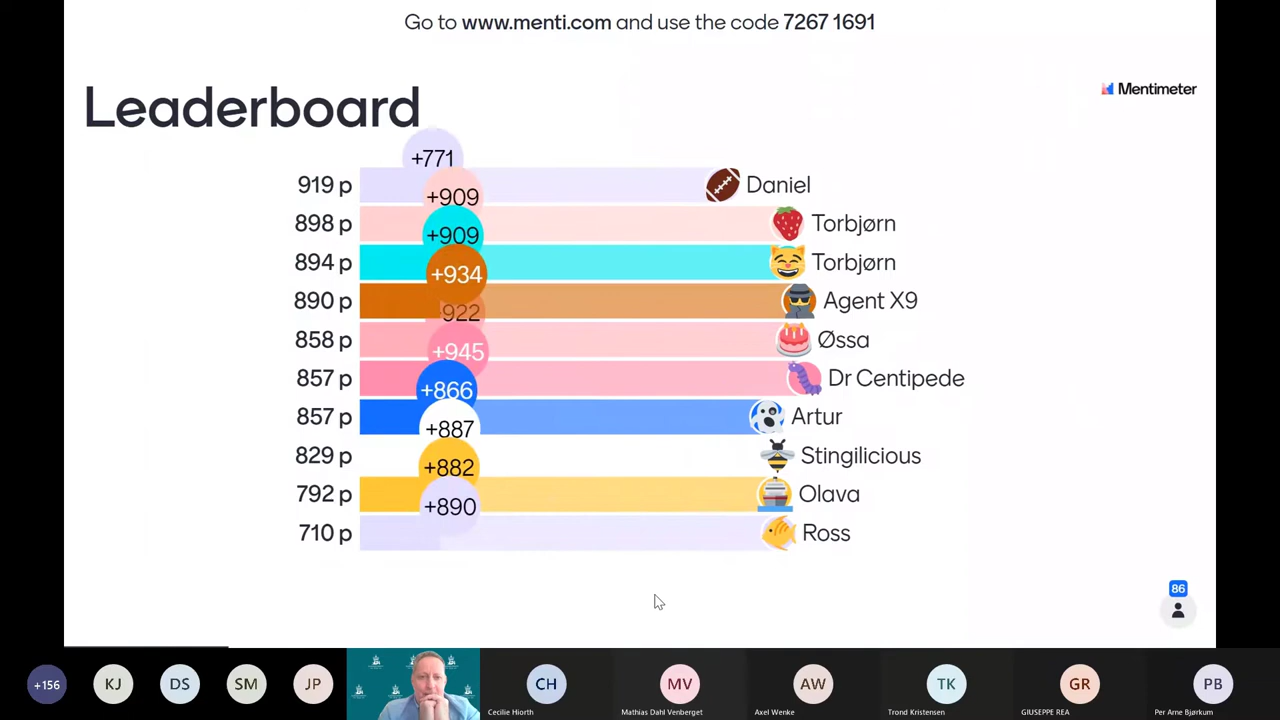 Go to www.menti.com and use the code 7267 1691
Leaderboard
Mentimeter
+771
919 p Daniel
+909
898 p Torbjørn
+909
894 p Torbjørn
+934
890 p Agent X9
922
858 p Øssa
+945
857 p Dr Centipede
+866
857 p Artur
+887
829 p Stingilicious
+882
792 p Olava
+890
710 p Ross
86
+156 KJ DS SM JP CH MV AW TK GR PB
Cecilie Hiorth Mathias Dahl Venberget Axel Wenke Trond Kristensen GIUSEPPE REA Per Arne Bjørkum